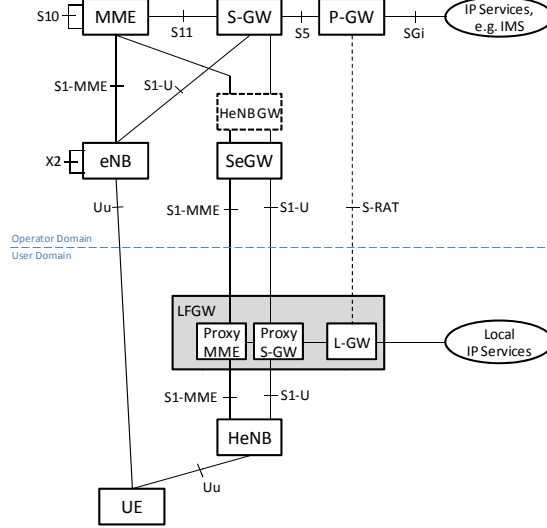 S10
MME
S11
S-GW
S5
P-GW
SGi
IP Services,
e.g. IMS
S1-MME
S1-U
HeNB GW
X2
eNB
SeGW
Uu
S1-MME
S1-U
S-RAT
Operator Domain
User Domain
LFGW
Proxy
MME
Proxy
S-GW
L-GW
Local
IP Services
S1-MME
S1-U
HeNB
Uu
UE